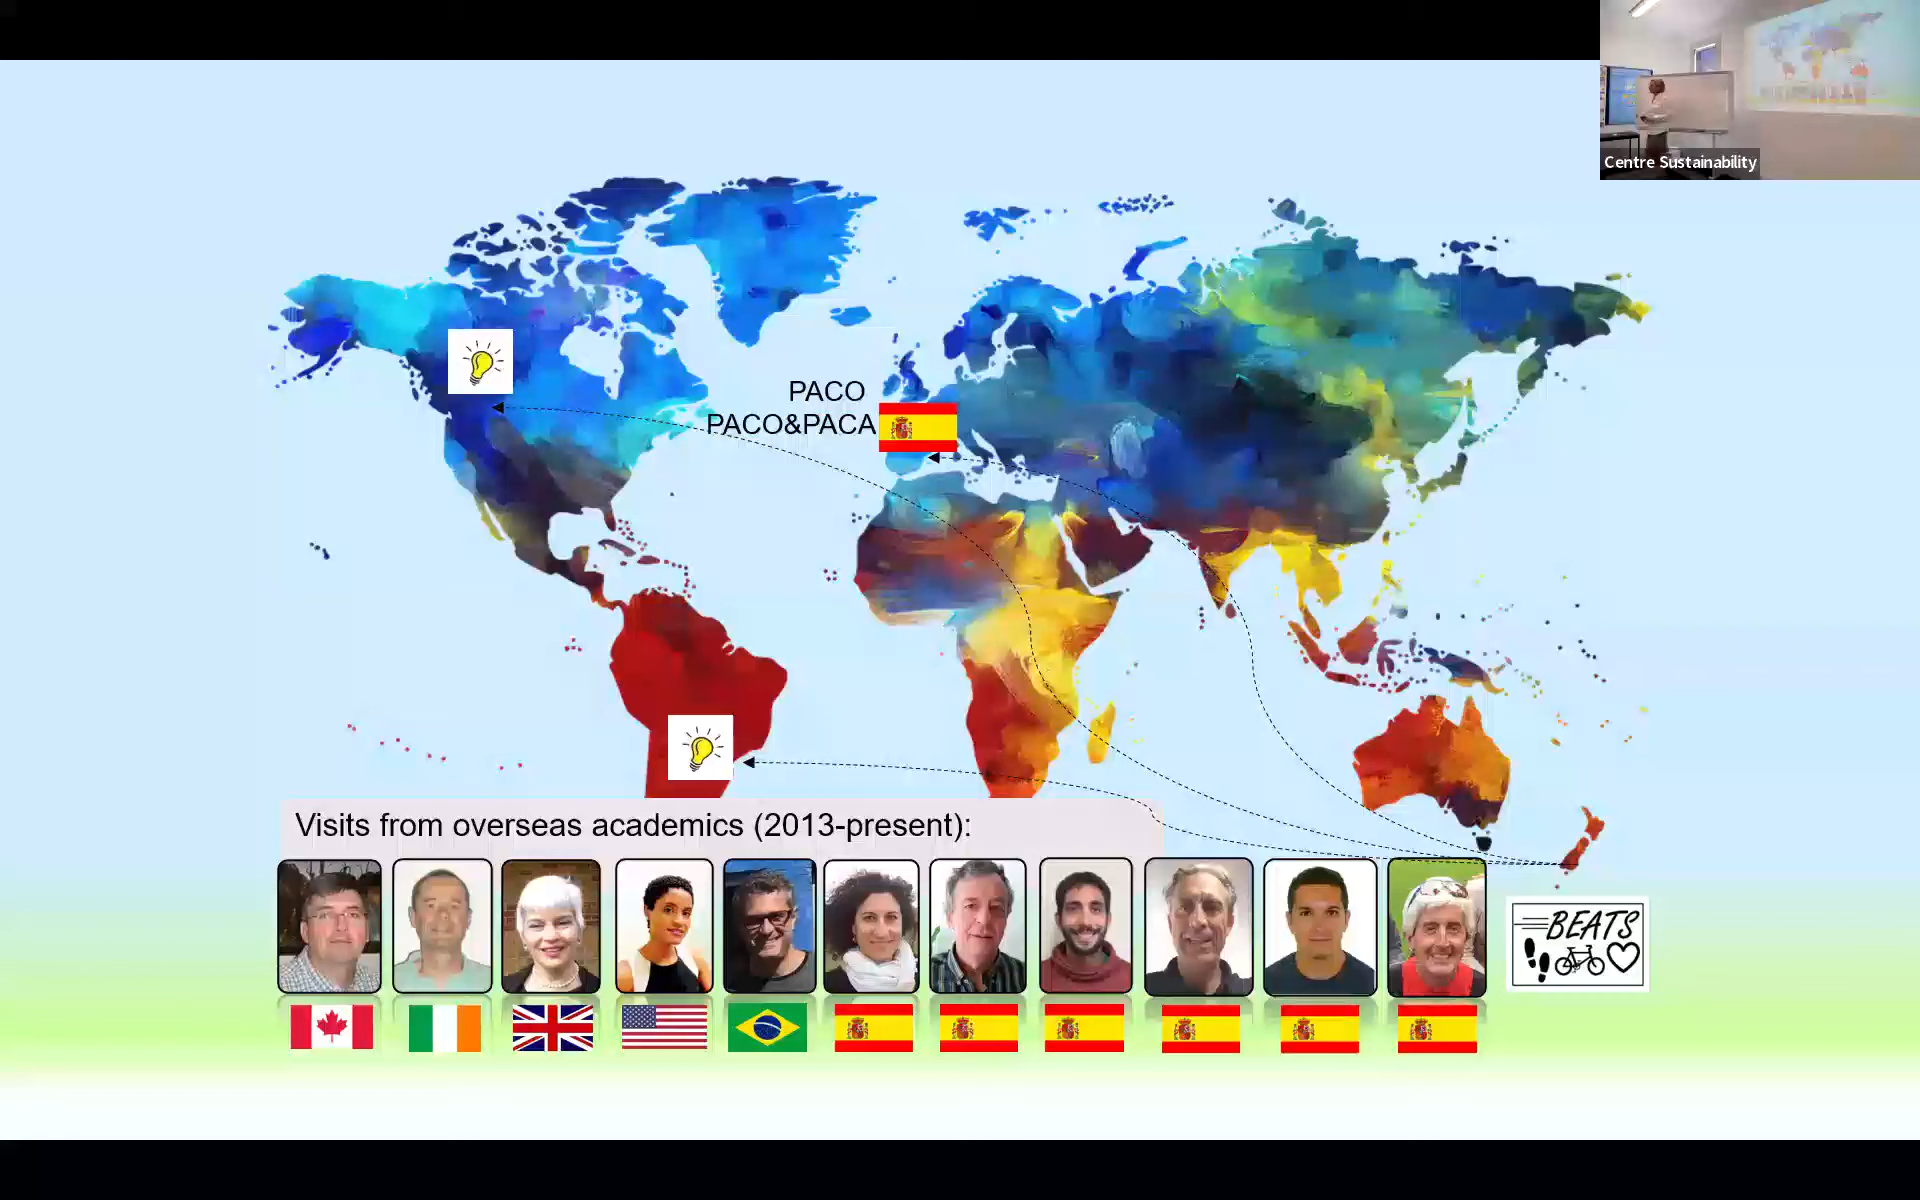 Centre Sustainability
PACO
PACO&PACA
Visits from overseas academics (2013-present):
BEATS